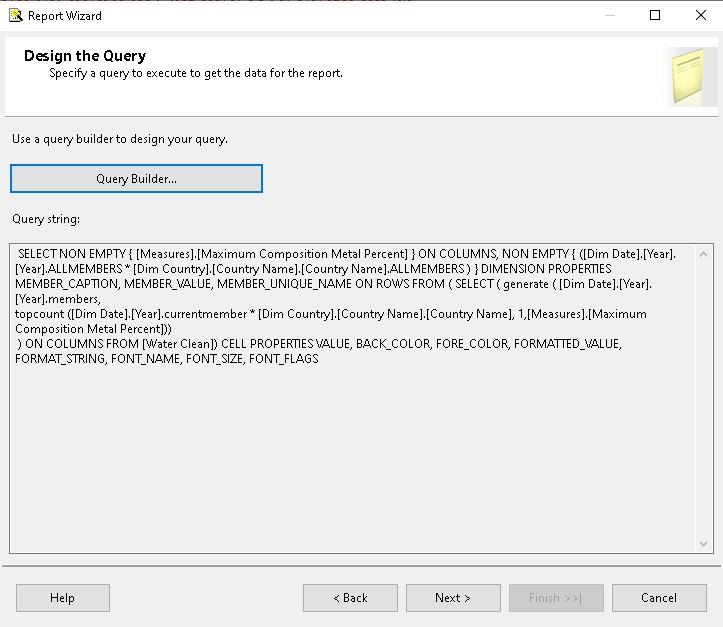 Report Wizard
Design the Query
Specify a query to execute to get the data for the report.
Use a query builder to design your query.
Query Builder...
Query string:
SELECT NON EMPTY { [Measures].[Maximum Composition Metal Percent] } ON COLUMNS, NON EMPTY { ([Dim Date].[Year].
[Year].ALLMEMBERS * [Dim Country].[Country Name].[Country Name].ALLMEMBERS ) } DIMENSION PROPERTIES
MEMBER_CAPTION, MEMBER_VALUE, MEMBER_UNIQUE_NAME ON ROWS FROM ( SELECT ( generate ( [Dim Date].[Year].
[Year].members,
topcount ([Dim Date].[Year].currentmember * [Dim Country].[Country Name].[Country Name], 1,[Measures].[Maximum
Composition Metal Percent]))
) ON COLUMNS FROM [Water Clean]) CELL PROPERTIES VALUE, BACK_COLOR, FORE_COLOR, FORMATTED_VALUE,
FORMAT_STRING, FONT_NAME, FONT_SIZE, FONT_FLAGS
Help
< Back
Next >
Finish >>|
Cancel